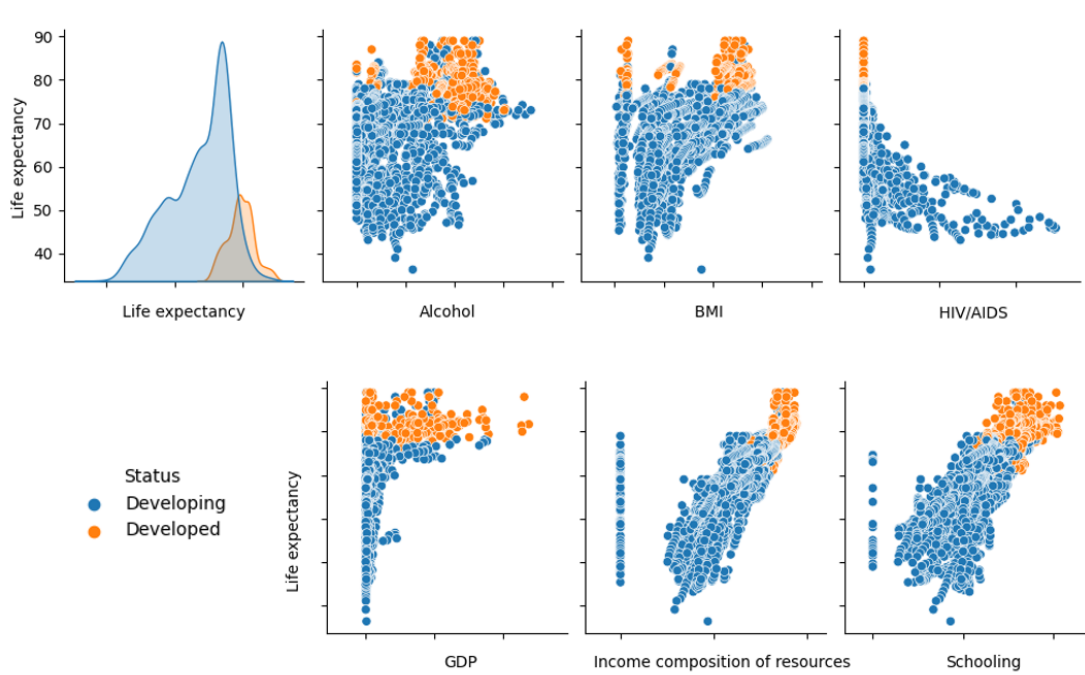 90
80
70
60
50
40
Life expectancy
Life expectancy
Alcohol
BMI
HIV/AIDS
Status
Developing
Developed
Life expectancy
GDP
Income composition of resources
Schooling